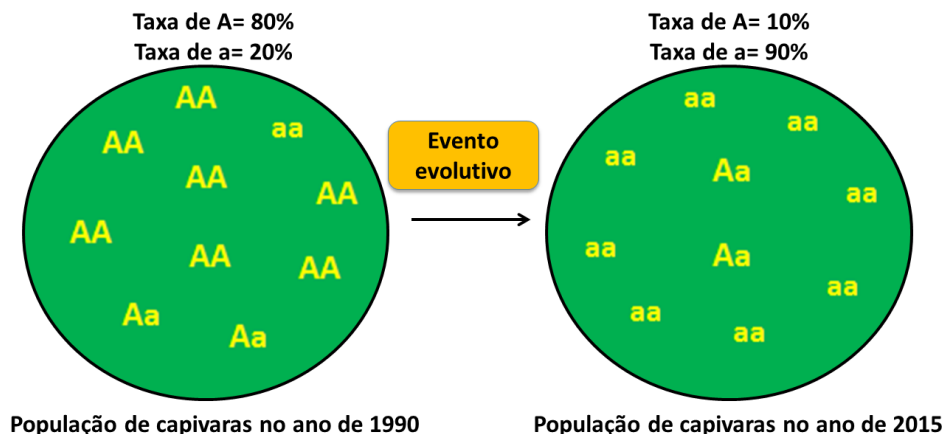 Taxa de A= 80%
Taxa de a= 20%
AA
aa
AA
AA
AA
AA
AA
AA
Aa
Aa
População de capivaras no ano de 1990
Evento
evolutivo
Taxa de A= 10%
Taxa de a= 90%
aa
aa
aa
Aa
aa
aa
Aa
aa
aa
aa
População de capivaras no ano de 2015